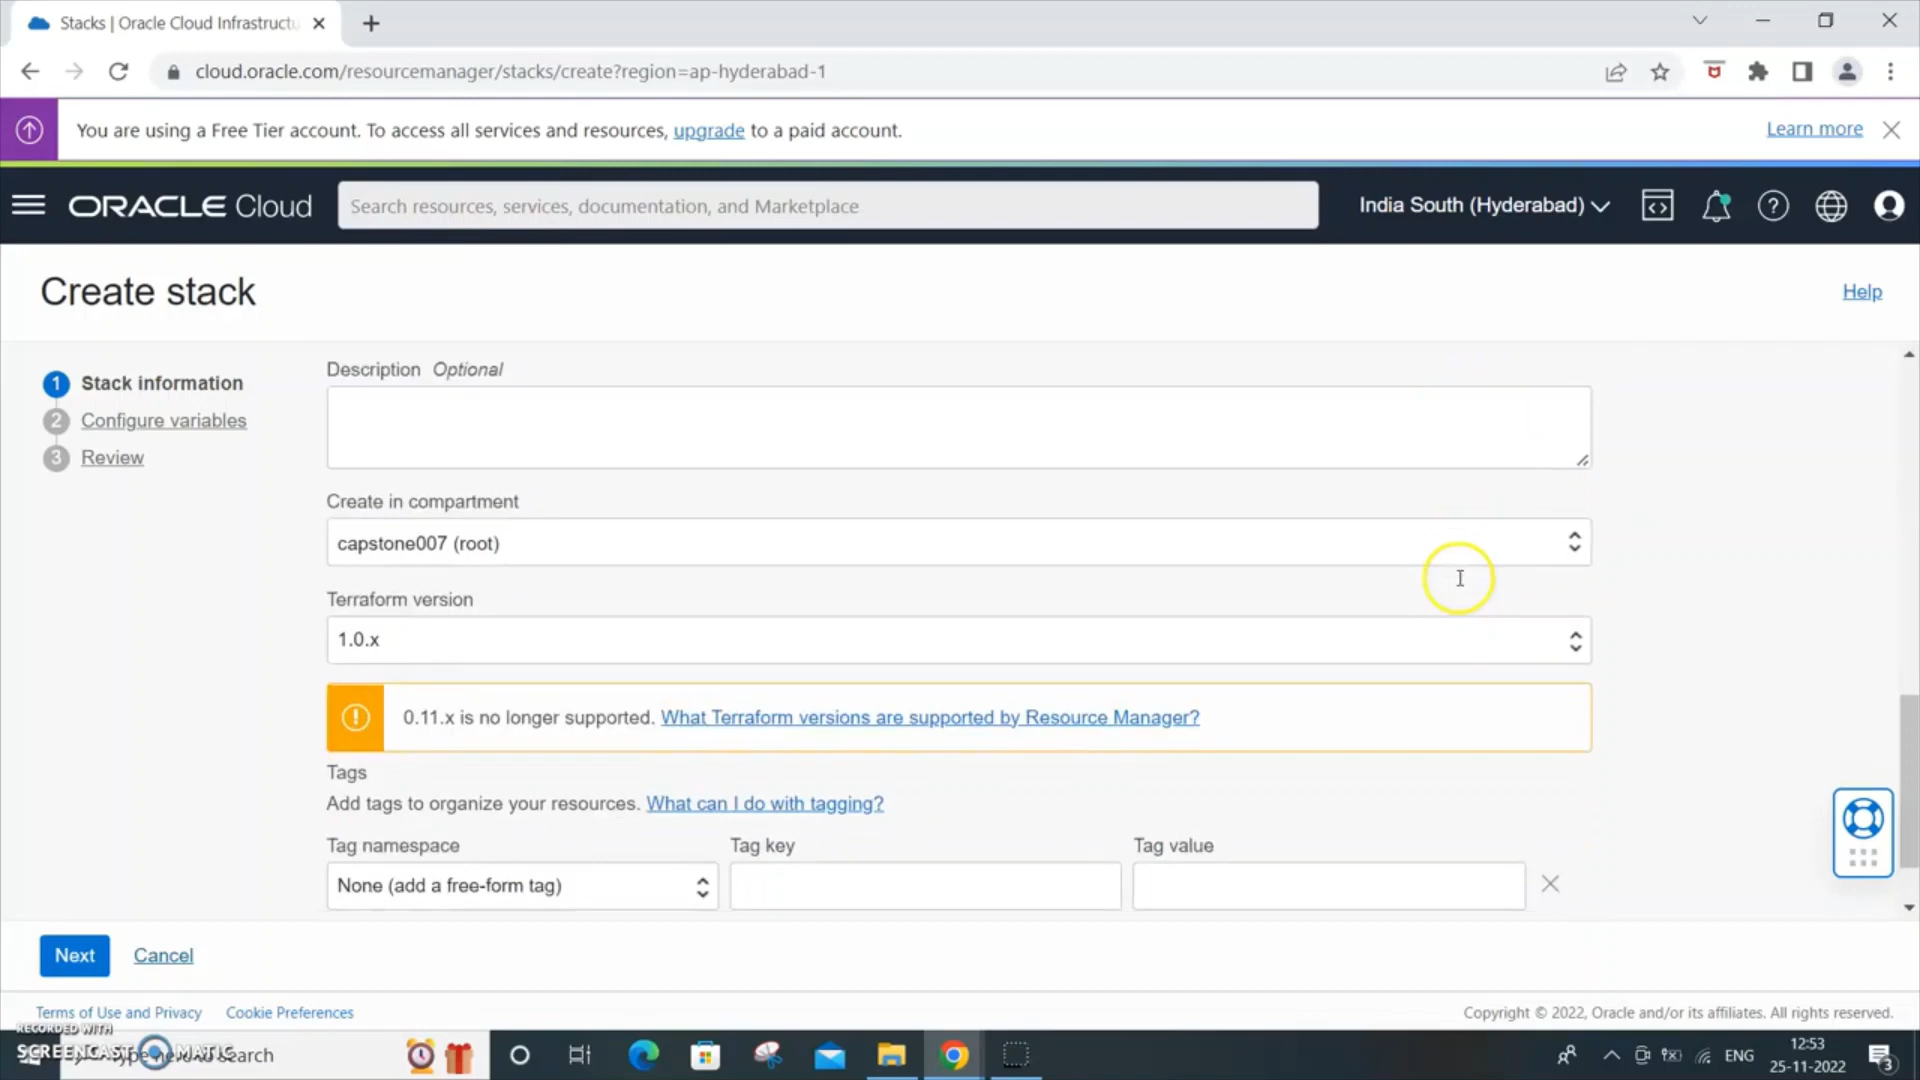 Stacks | Oracle Cloud Infrastructu
cloud.oracle.com/resourcemanager/stacks/create?region=ap-hyderabad-1
You are using a Free Tier account. To access all services and resources, upgrade to a paid account.
Learn more
ORACLE Cloud
Search resources, services, documentation, and Marketplace
India South (Hyderabad)
Create stack
Help
1 Stack information
2 Configure variables
3 Review
Description Optional
Create in compartment
capstone007 (root)
Terraform version
1.0.x
0.11.x is no longer supported. What Terraform versions are supported by Resource Manager?
Tags
Add tags to organize your resources. What can I do with tagging?
Tag namespace
Tag key
Tag value
None (add a free-form tag)
Next
Cancel
Terms of Use and Privacy
Cookie Preferences
Copyright © 2022, Oracle and/or its affiliates. All rights reserved.
RECORDED WITH
SCREENCAST MATIC
Type here to search
ENG
12:53
25-11-2022
3